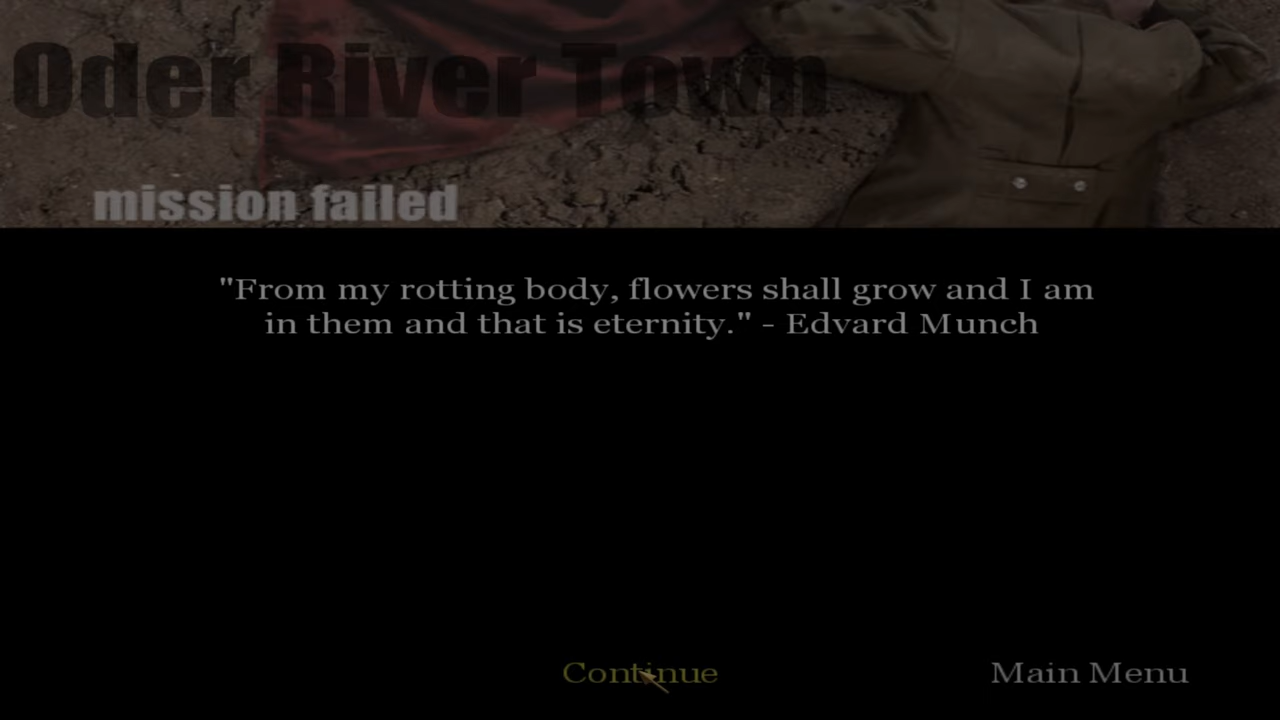 Oder River Town
mission failed
"From my rotting body, flowers shall grow and I am
in them and that is eternity." - Edvard Munch
Continue
Main Menu